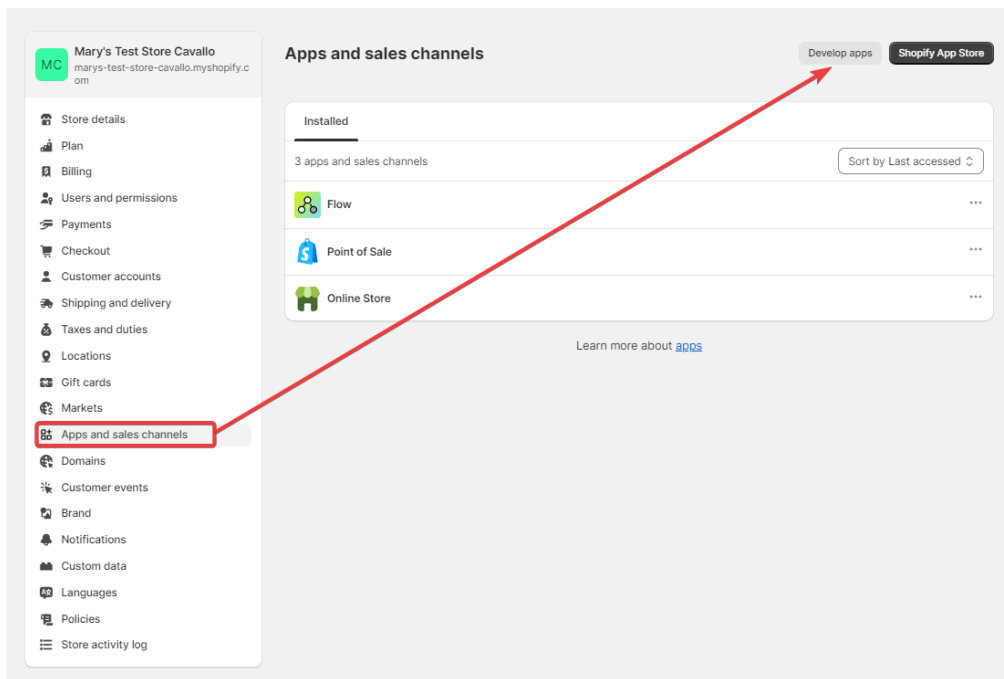 MC
Mary's Test Store Cavallo
marys-test-store-cavallo.myshopify.c
om
Store details
Plan
Billing
Users and permissions
Payments
Checkout
Customer accounts
Shipping and delivery
Taxes and duties
Locations
Gift cards
Markets
Apps and sales channels
Domains
Customer events
Brand
Notifications
Custom data
Languages
Policies
Store activity log
Apps and sales channels
Develop apps
Shopify App Store
Installed
3 apps and sales channels
Sort by Last accessed
Flow
Point of Sale
Online Store
Learn more about apps